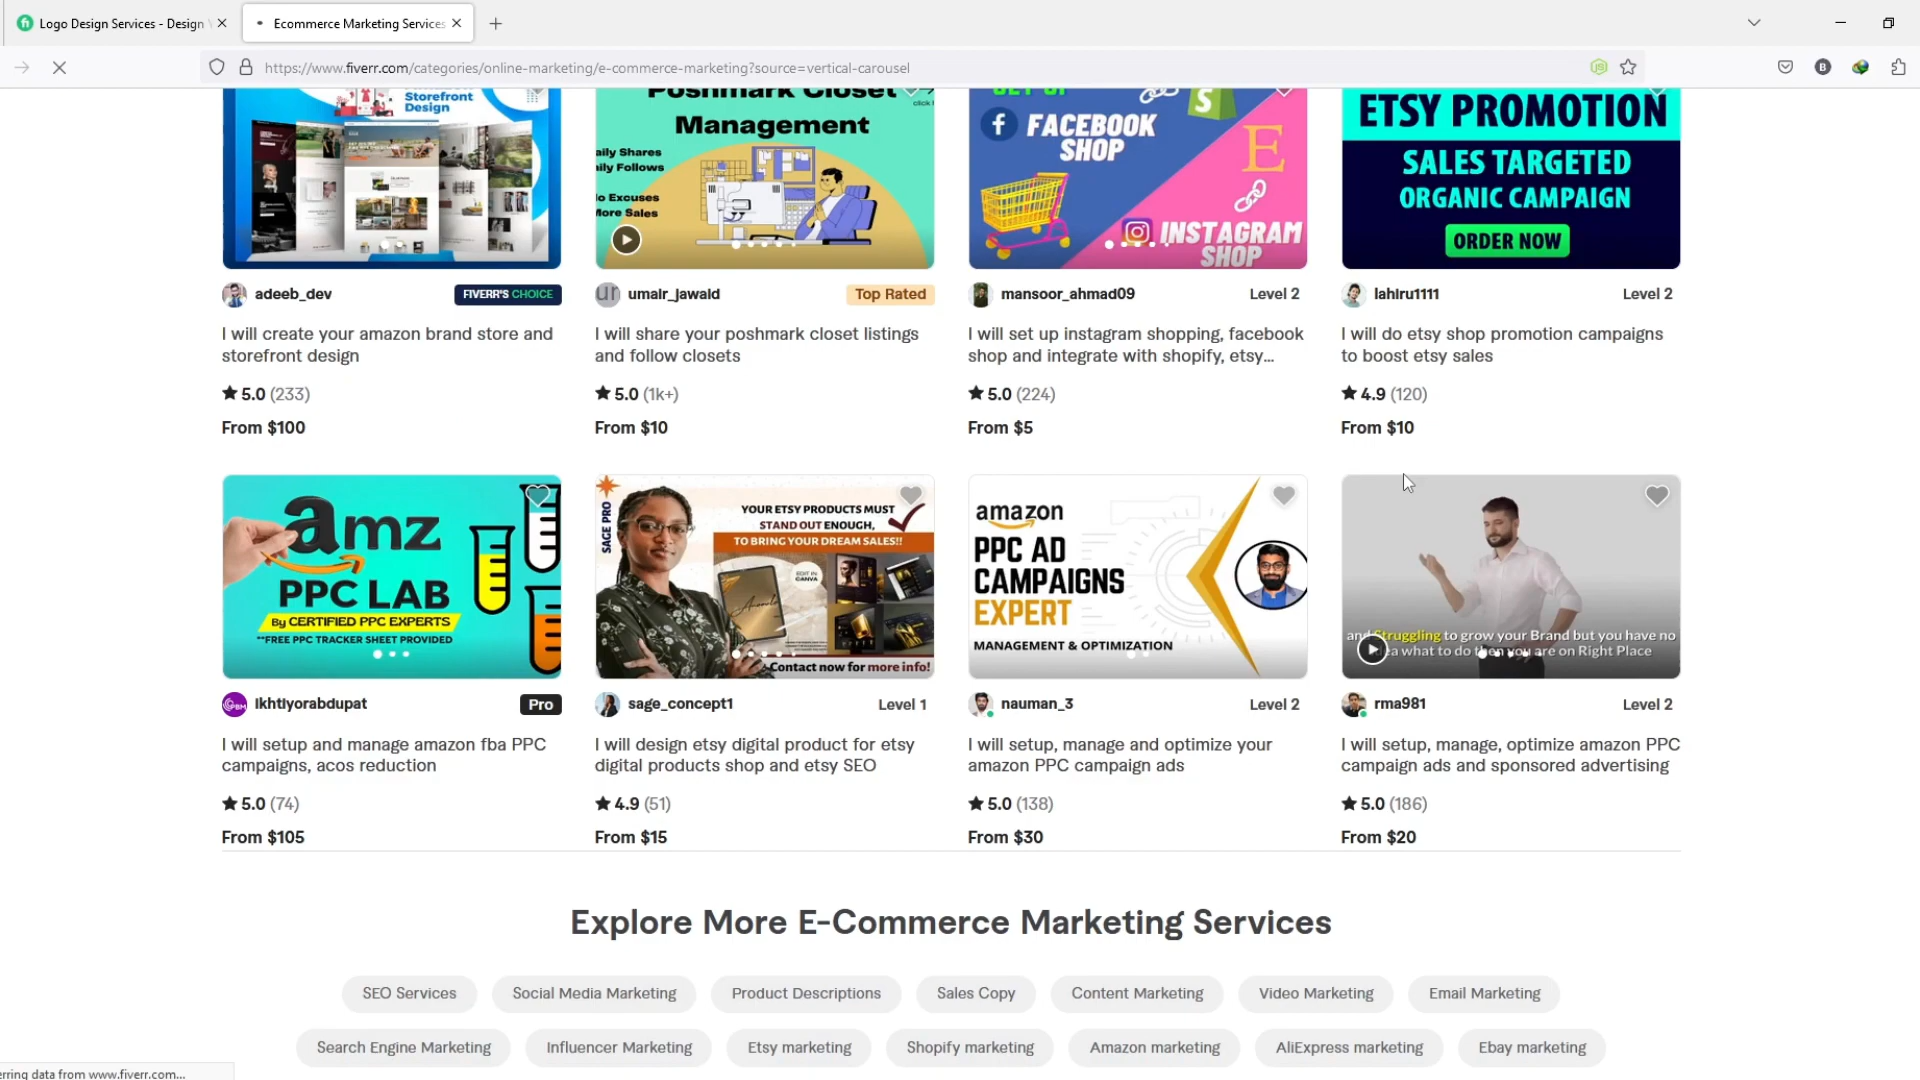 Logo Design Services - Design
Ecommerce Marketing Services
https://www.fiverr.com/categories/online-marketing/e-commerce-marketing?source=vertical-carousel
Storefront
Design
Poshmark Closet
Management
aily Shares
aily Follows
No Excuses
More Sales
click
SET UP
FACEBOOK
SHOP
INSTAGRAM
SHOP
ETSY PROMOTION
SALES TARGETED
ORGANIC CAMPAIGN
ORDER NOW
adeeb_dev
FIVERR'S CHOICE
umair_jawaid
Top Rated
mansoor_ahmad09
Level 2
lahiru1111
Level 2
I will create your amazon brand store and
storefront design
I will share your poshmark closet listings
and follow closets
I will set up instagram shopping, facebook
shop and integrate with shopify, etsy...
I will do etsy shop promotion campaigns
to boost etsy sales
5.0 (233)
5.0 (1k+)
5.0 (224)
4.9 (120)
From $100
From $10
From $5
From $10
amz
PPC LAB
By CERTIFIED PPC EXPERTS
**FREE PPC TRACKER SHEET PROVIDED
SAGE PRO
YOUR ETSY PRODUCTS MUST
STAND OUT ENOUGH,
TO BRING YOUR DREAM SALES!!
EDIT IN
CANVA
Contact now for more info!
amazon
PPC AD
CAMPAIGNS
EXPERT
MANAGEMENT & OPTIMIZATION
and Struggling to grow your Brand but you have no
idea what to do then you are on Right Place
ikhtiyorabdupat
Pro
sage_concept1
Level 1
nauman_3
Level 2
rma981
Level 2
I will setup and manage amazon fba PPC
campaigns, acos reduction
I will design etsy digital product for etsy
digital products shop and etsy SEO
I will setup, manage and optimize your
amazon PPC campaign ads
I will setup, manage, optimize amazon PPC
campaign ads and sponsored advertising
5.0 (74)
4.9 (51)
5.0 (138)
5.0 (186)
From $105
From $15
From $30
From $20
Explore More E-Commerce Marketing Services
SEO Services
Social Media Marketing
Product Descriptions
Sales Copy
Content Marketing
Video Marketing
Email Marketing
Search Engine Marketing
Influencer Marketing
Etsy marketing
Shopify marketing
Amazon marketing
AliExpress marketing
Ebay marketing
erring data from www.fiverr.com...